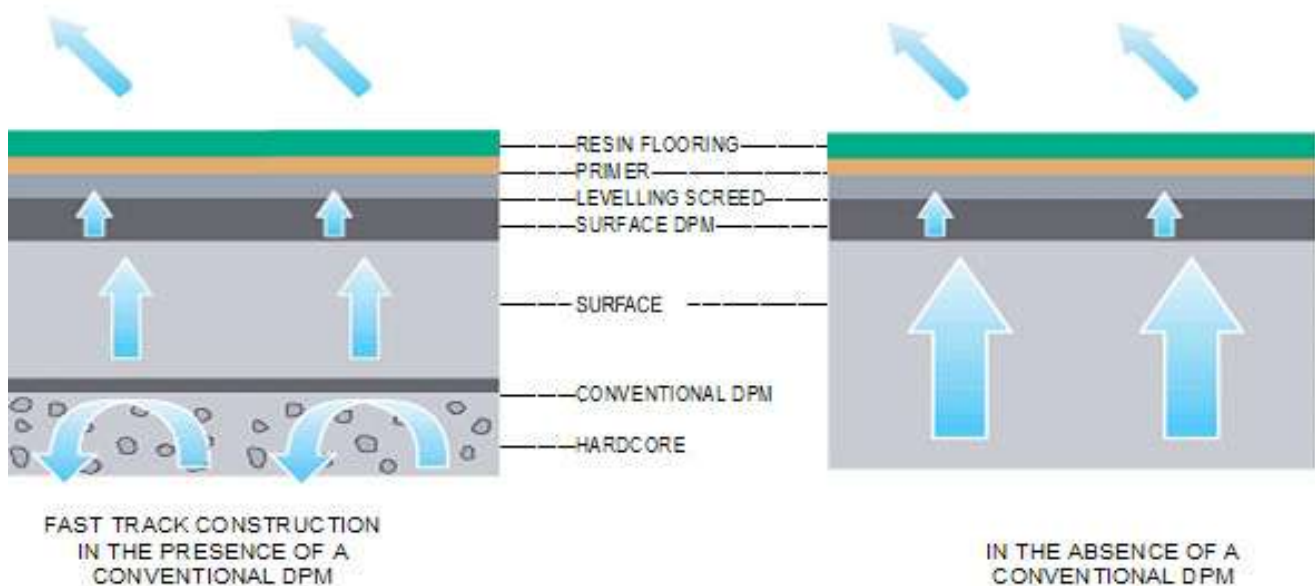 RESIN FLOORING
PRIMER
LEVELLING SCREED
SURFACE DPM
SURFACE
CONVENTIONAL DPM
HARDCORE
FAST TRACK CONSTRUCTION
IN THE PRESENCE OF A
CONVENTIONAL DPM
IN THE ABSENCE OF A
CONVENTIONAL DPM